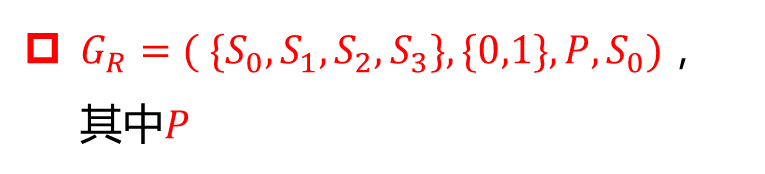 G_R = ( {S_0, S_1, S_2, S_3}, {0,1}, P, S_0) ，
其中P